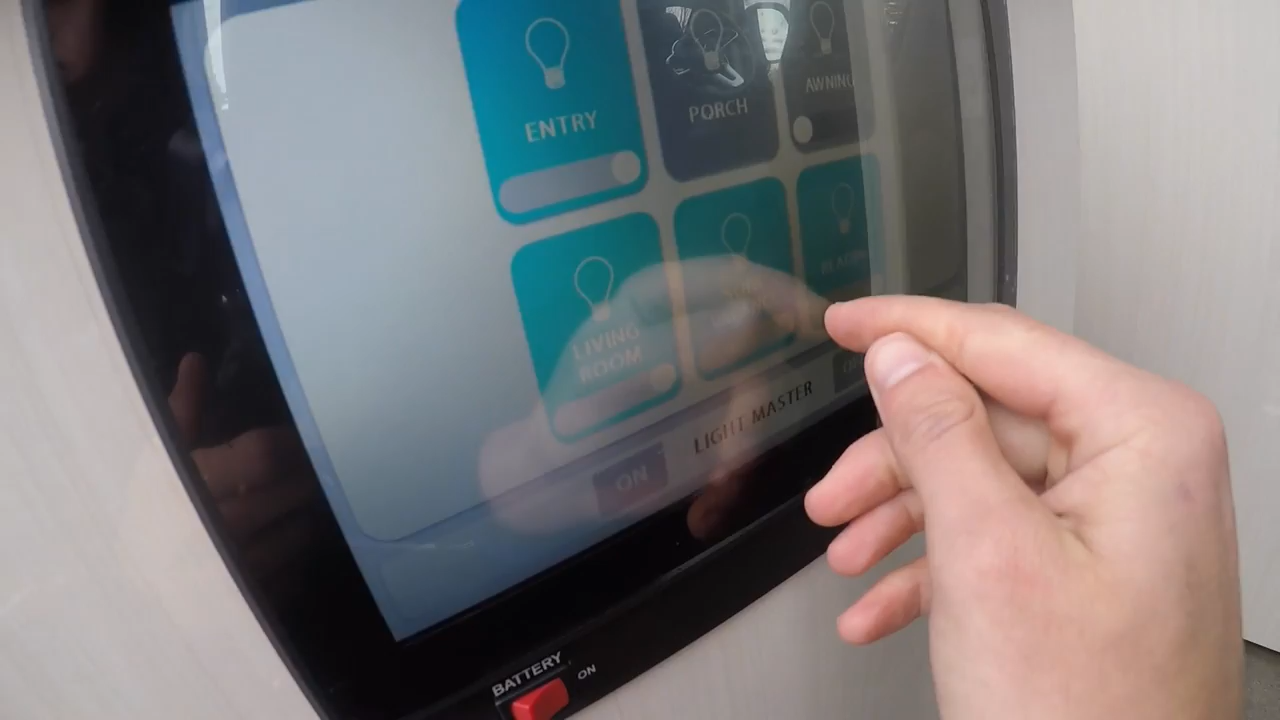 ENTRY
PORCH
AWNING
LIVING
ROOM
LIGHT MASTER
ON
BATTERY
ON